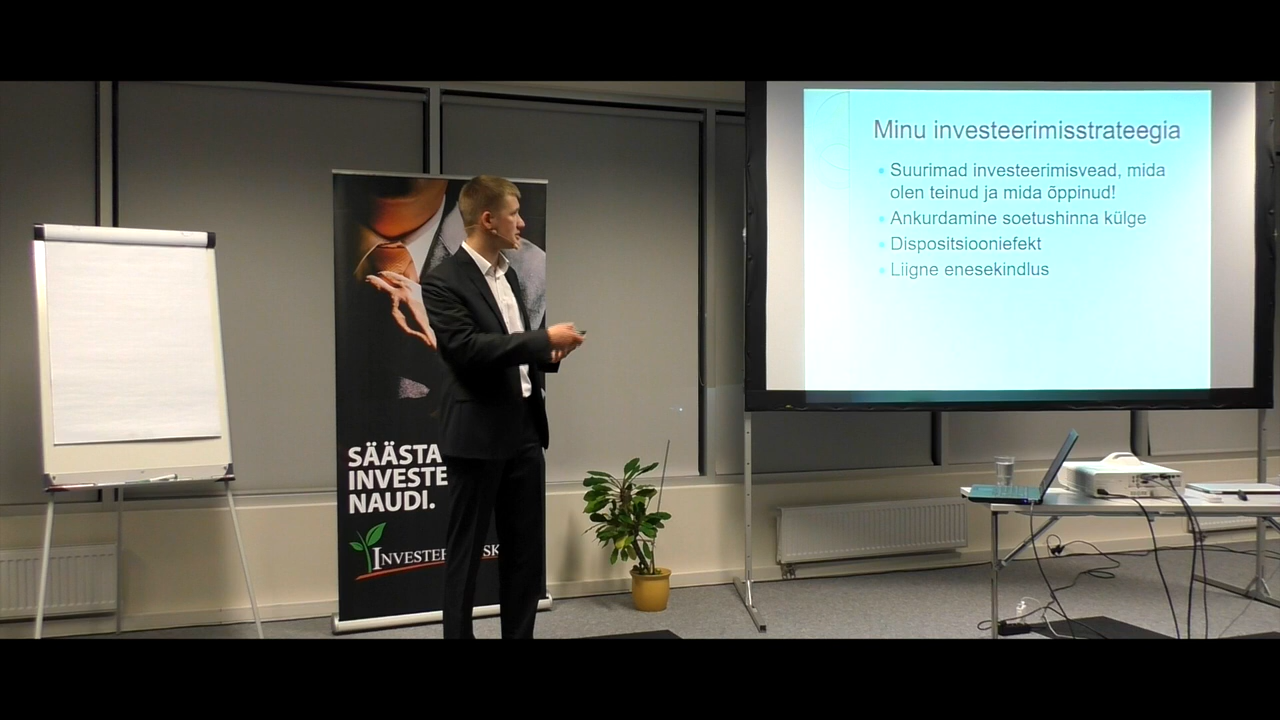 Minu investeerimisstrateegia
Suurimad investeerimisvead, mida
olen teinud ja mida õppinud!
Ankurdamine soetushinna külge
Dispositsiooniefekt
Liigne enesekindlus
SÄÄSTA
INVESTE
NAUDI.